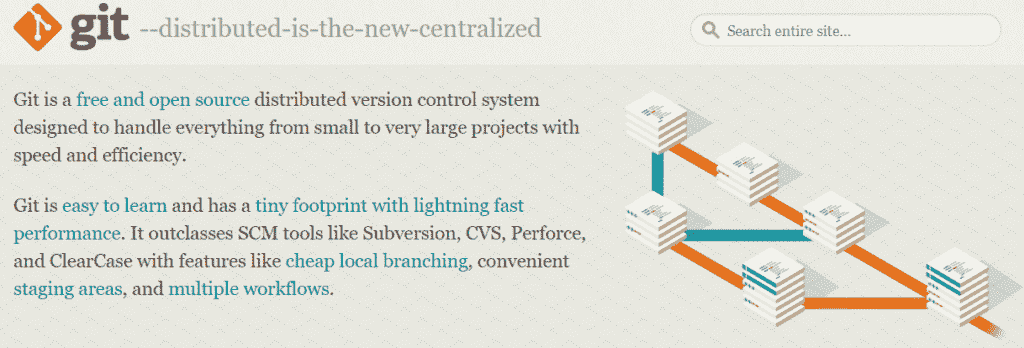 git --distributed-is-the-new-centralized
Search entire site...
Git is a free and open source distributed version control system
designed to handle everything from small to very large projects with
speed and efficiency.
Git is easy to learn and has a tiny footprint with lightning fast
performance. It outclasses SCM tools like Subversion, CVS, Perforce,
and ClearCase with features like cheap local branching, convenient
staging areas, and multiple workflows.